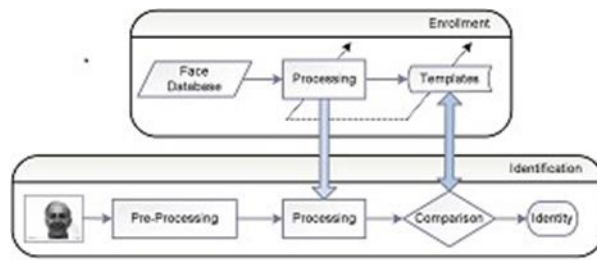 Enrollment
Face
Database
Processing
Templates
Identification
Pre-Processing
Processing
Comparison
Identity